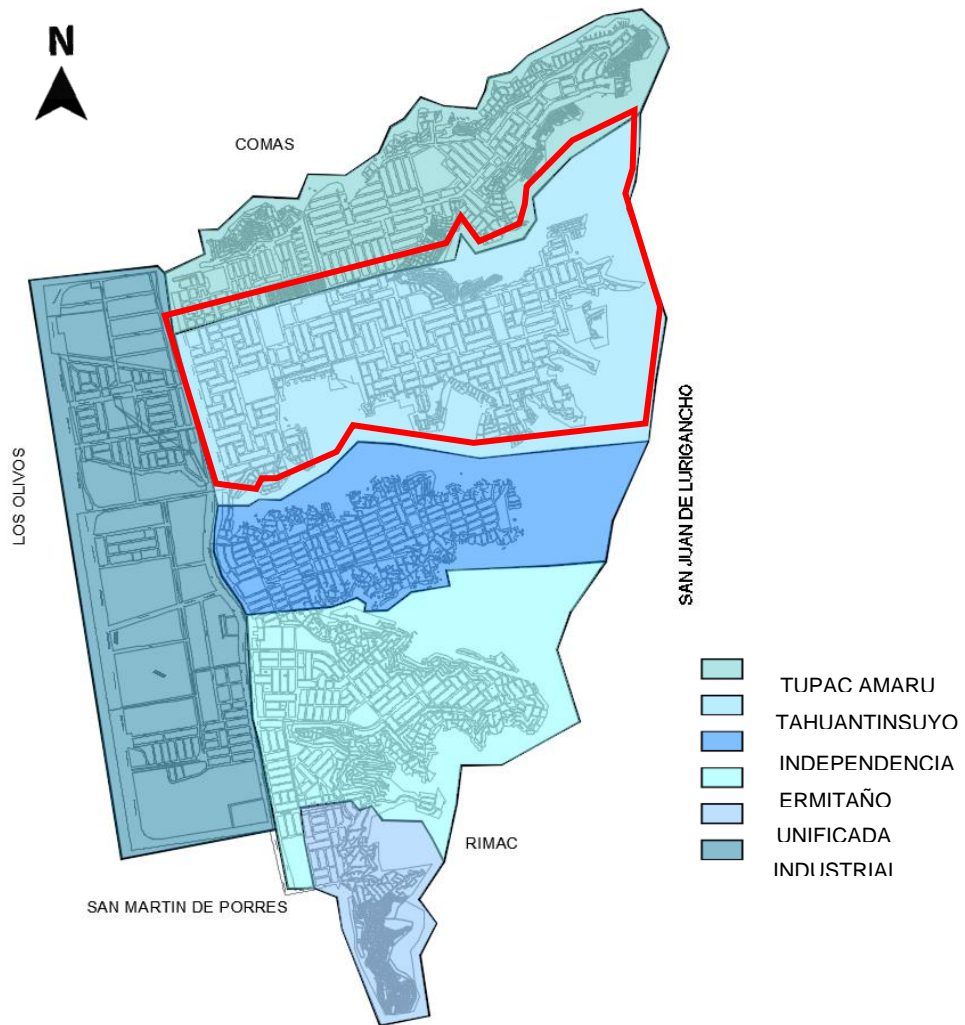 N
COMAS
LOS OLIVOS
SAN JUAN DE LURIGANCHO
TUPAC AMARU
TAHUANTINSUYO
INDEPENDENCIA
ERMITAÑO
UNIFICADA
INDUSTRIAL
RIMAC
SAN MARTIN DE PORRES